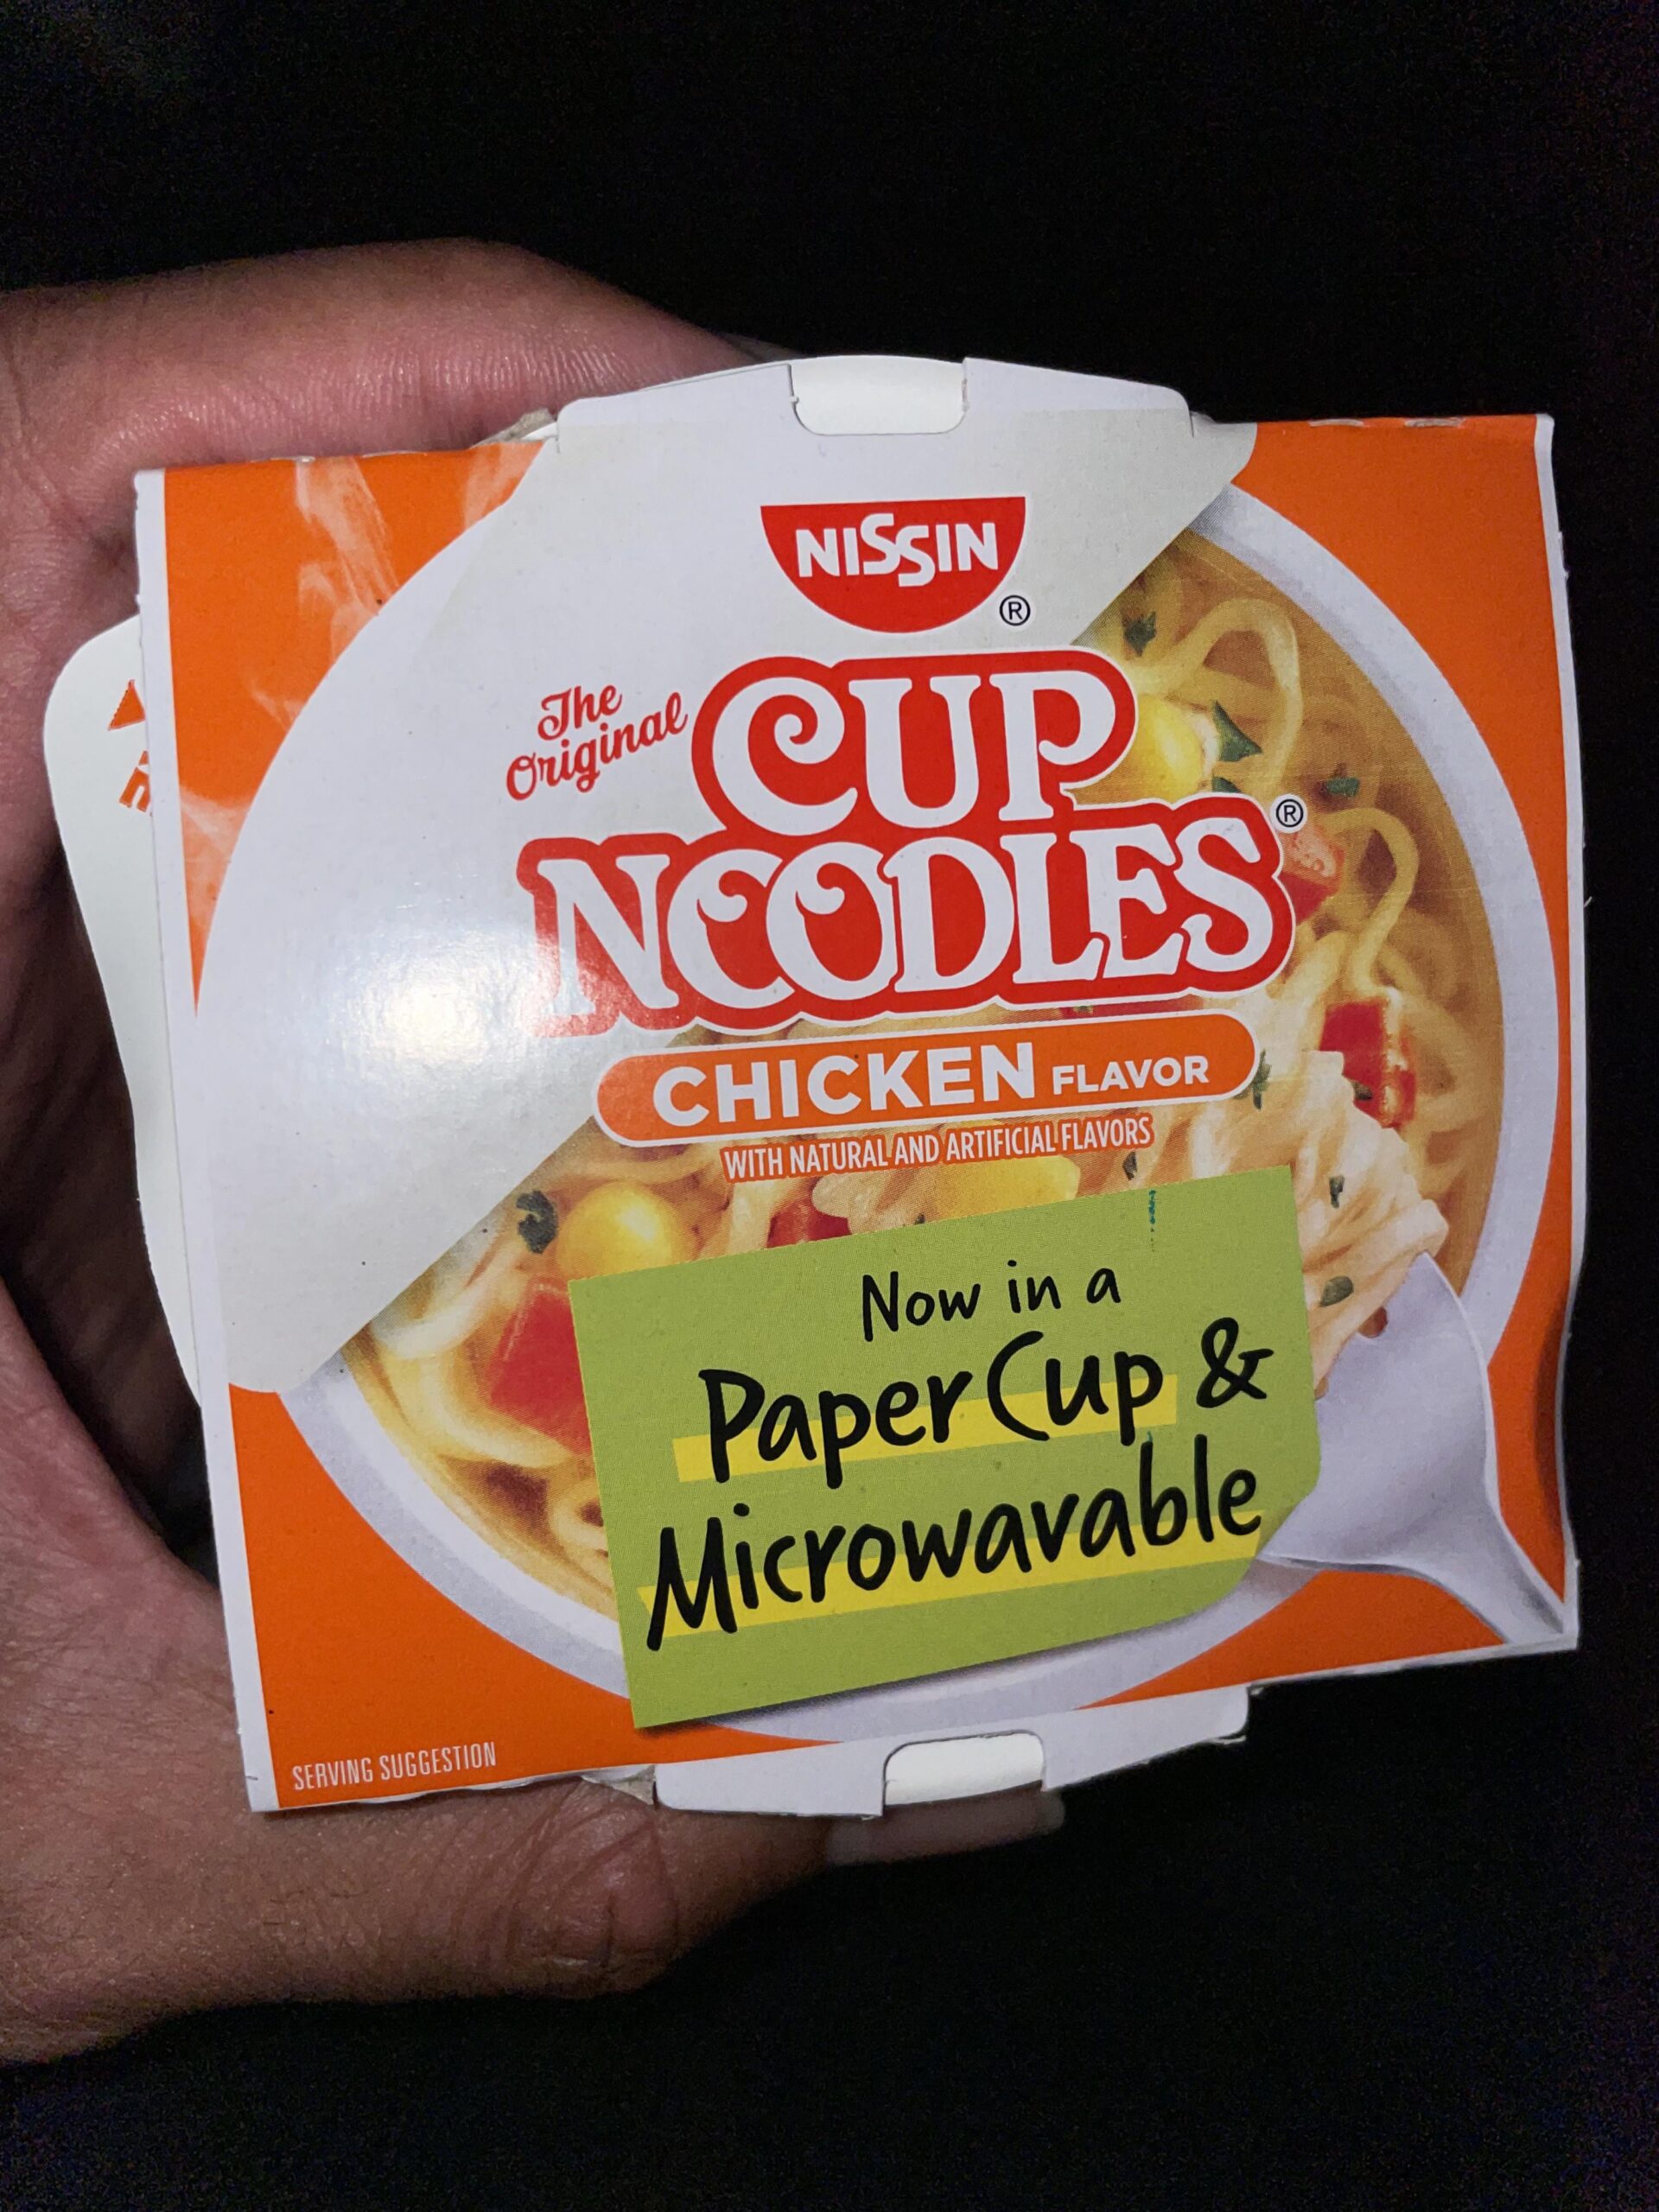 NISSIN
®
The
Original
CUP
NOODLES®
CHICKEN FLAVOR
WITH NATURAL AND ARTIFICIAL FLAVORS
Now in a
Paper Cup &
Microwavable
SERVING SUGGESTION